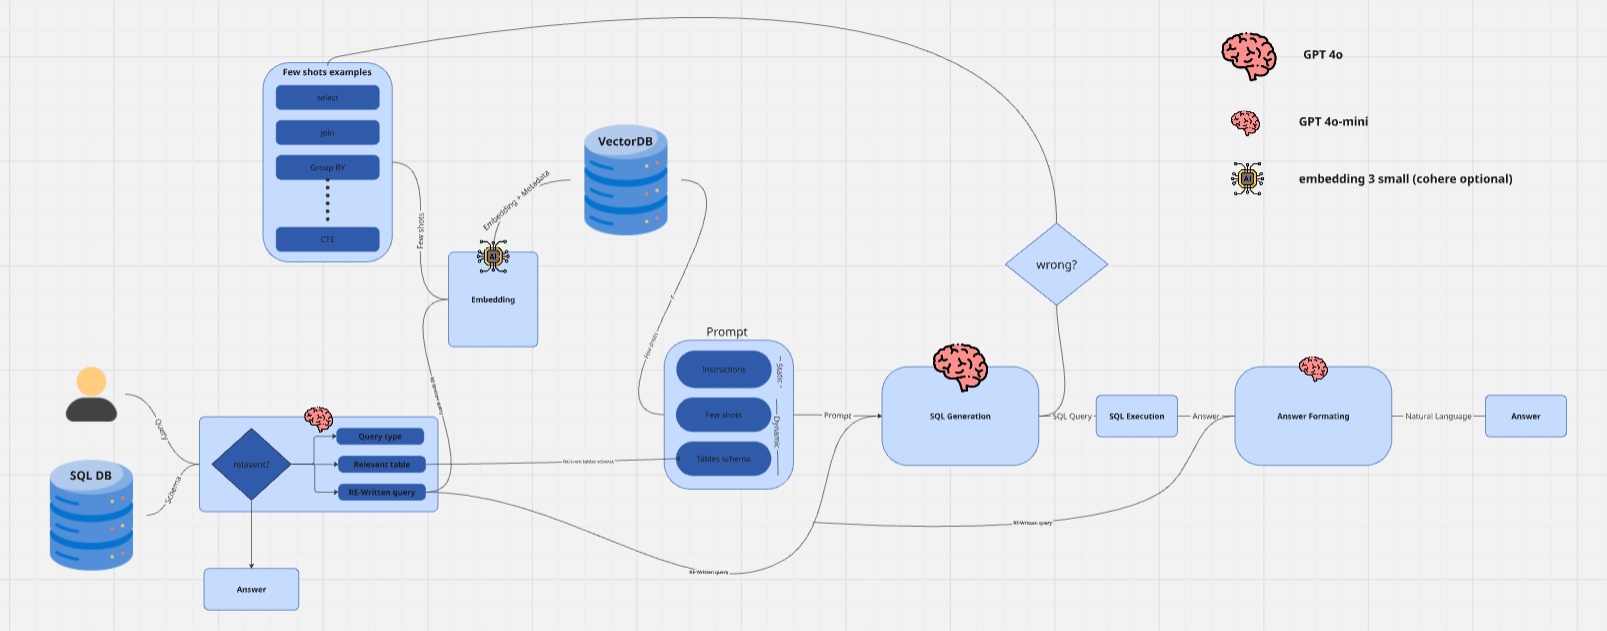 Few shots examples
select
join
Group BY
CTE
Few shots
Embedding + Metadata
VectorDB
Embedding
GPT 4o
GPT 4o-mini
embedding 3 small (cohere optional)
wrong?
Few shots
Prompt
Instructions
Few shots
Tables schema
Static
Dynamic
Prompt
SQL Generation
SQL Query
SQL Execution
Answer
Answer Formating
Natural Language
Answer
Query
SQL DB
Schema
relavent?
Query type
Relevant table
RE-Written query
RE-Written query
Relevant tables schema
RE-Written query
RE-Written query
Answer